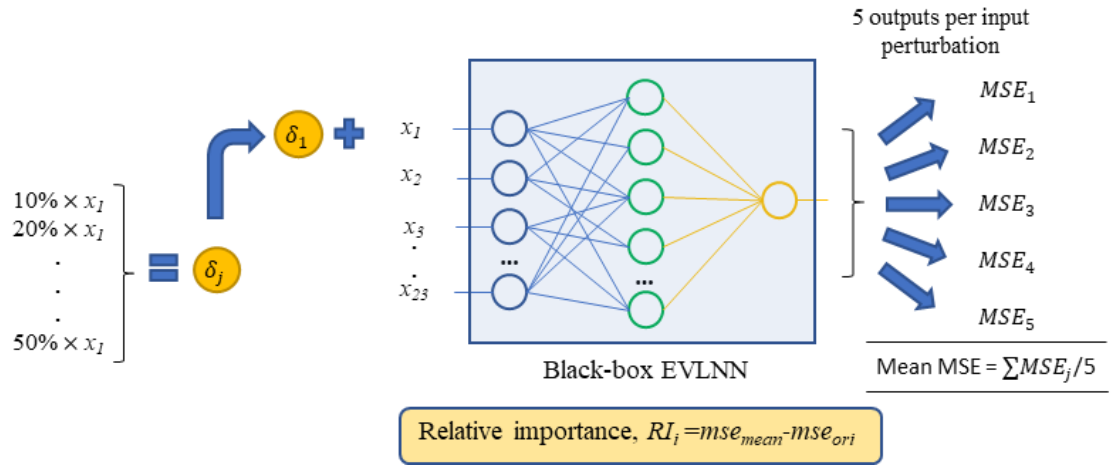 5 outputs per input
perturbation
10% × x1
20% × x1
.
.
.
50% × x1
δj
δ1
x1
x2
x3
.
.
x23
...
...
Black-box EVLNN
MSE1
MSE2
MSE3
MSE4
MSE5
Mean MSE = ∑MSEj/5
Relative importance, RIi =msemean-mseori